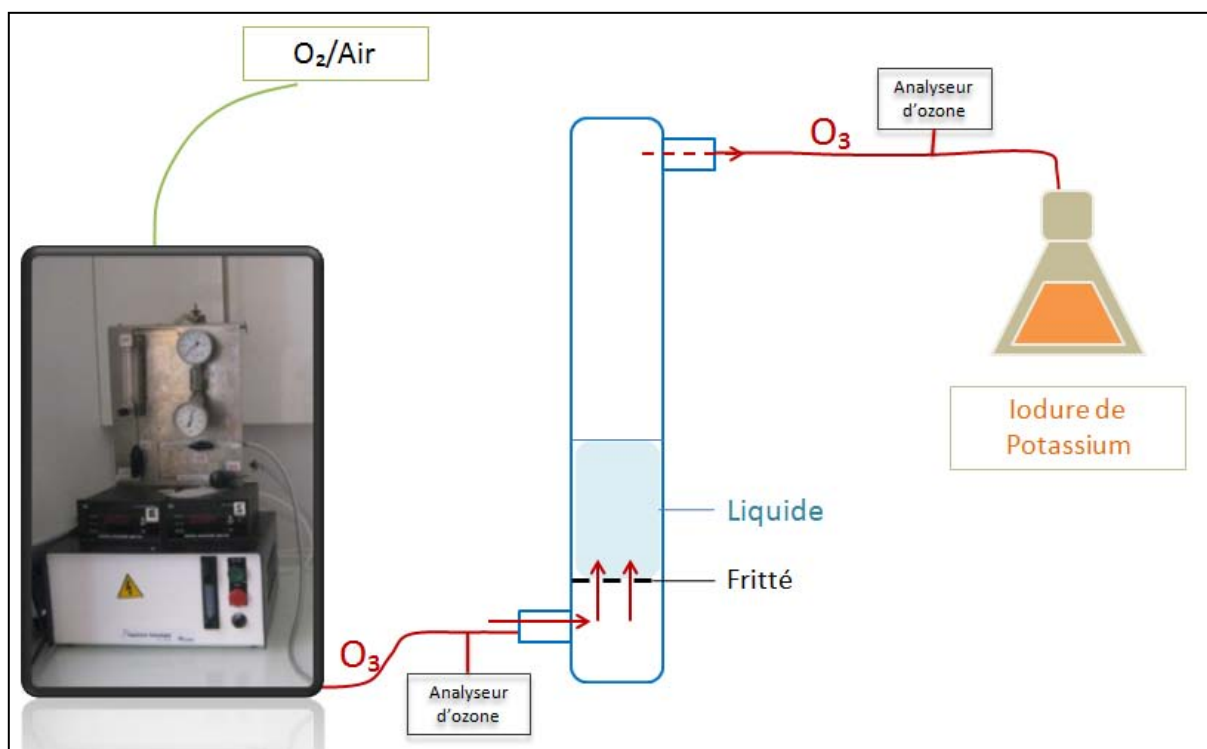 O₂/Air
Analyseur
d'ozone
O₃
Iodure de
Potassium
Liquide
Fritté
O₃
Analyseur
d'ozone